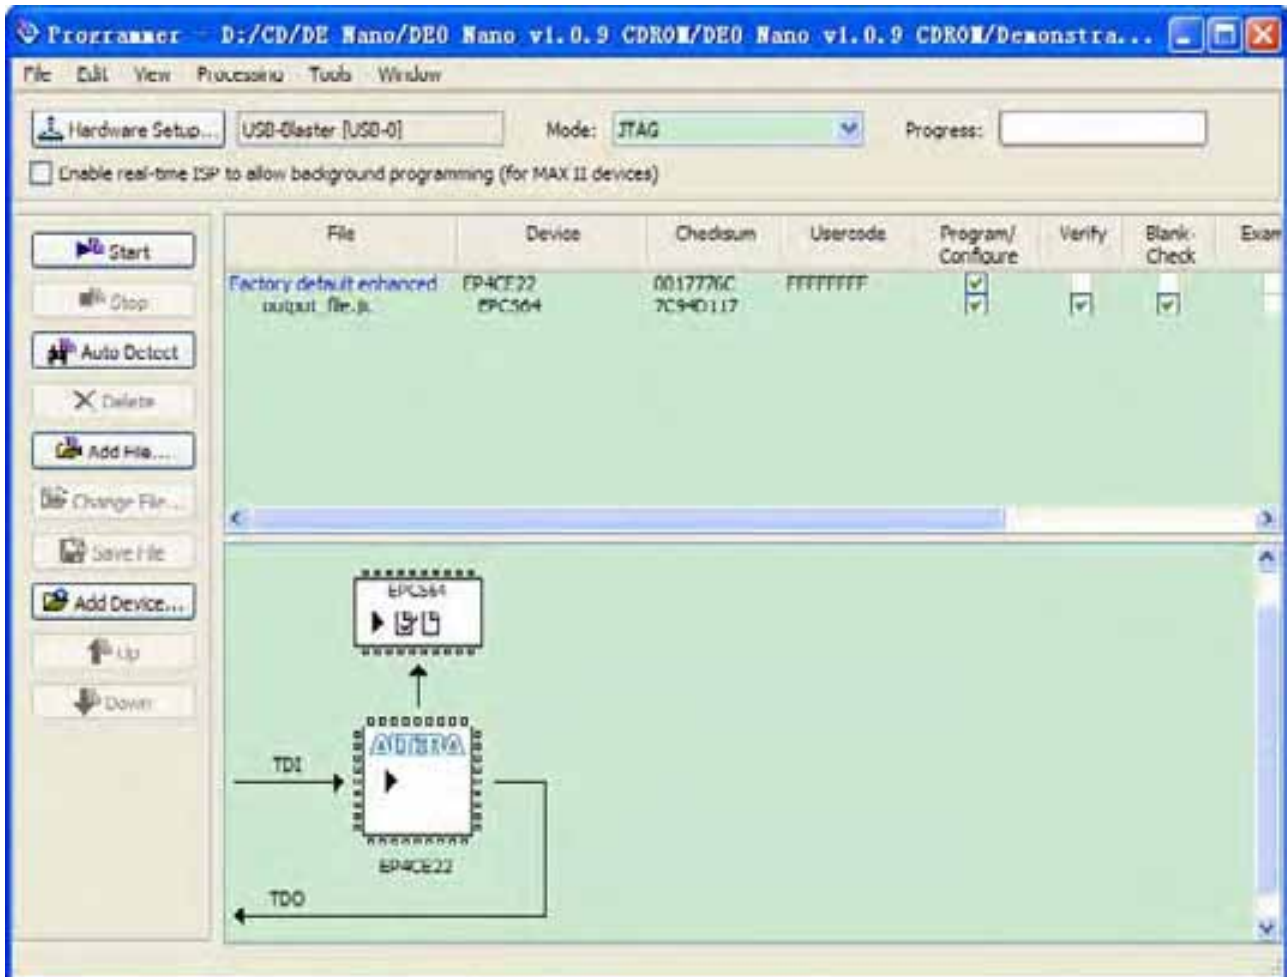 Programmer - D:/CD/DE Nano/DE0 Nano v1.0.9 CDROM/DE0 Nano v1.0.9 CDROM/Demonstra...
File Edit View Processing Tools Window
Hardware Setup... USB-Blaster [USB-0] Mode: JTAG Progress:
Enable real-time ISP to allow background programming (for MAX II devices)
Start
Stop
Auto Detect
Delete
Add File...
Change File...
Save File
Add Device...
Up
Down
File Device Checksum Usercode Program/ Configure Verify Blank- Check Exam
Factory default enhanced EP4CE22 0017776C FFFFFFFF
output_file.jic EPCS64 7C94D117
EPCS64
ALTERA
TDI
EP4CE22
TDO